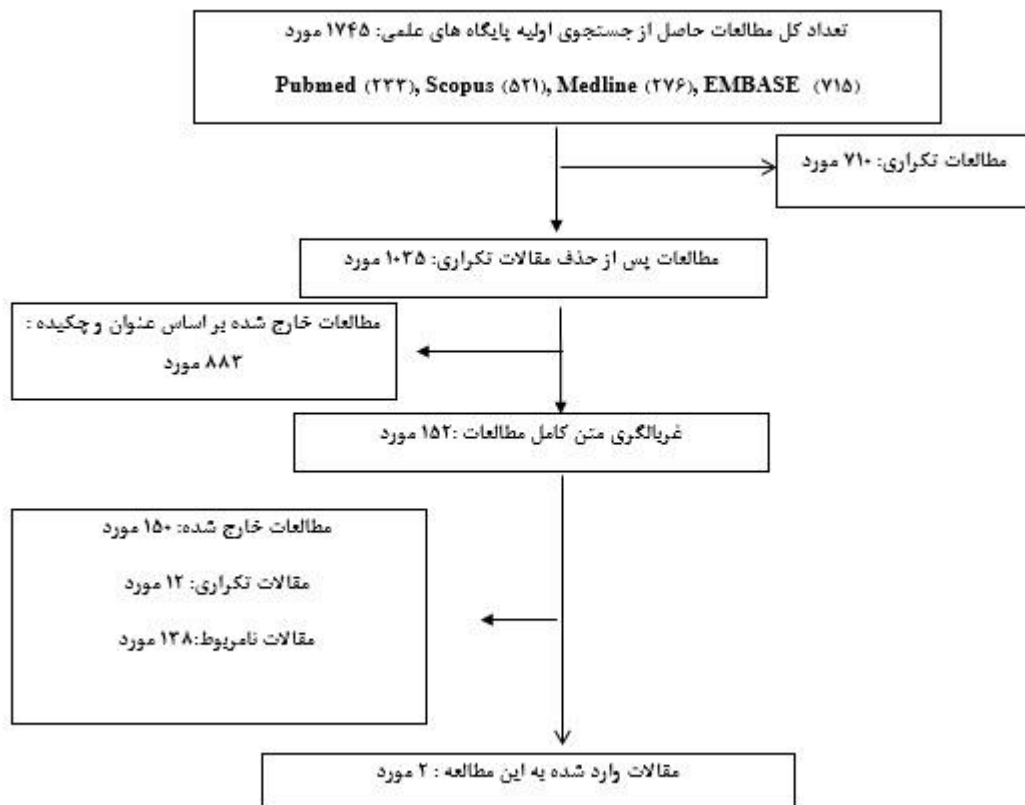 تعداد کل مطالعات حاصل از جستجوی اولیه پایگاه های علمی: ۱۷۴۵ مورد
Pubmed (۲۳۳), Scopus (۵۲۱), Medline (۲۷۶), EMBASE (۷۱۵)
مطالعات تکراری: ۷۱۰ مورد
مطالعات پس از حذف مقالات تکراری: ۱۰۳۵ مورد
مطالعات خارج شده بر اساس عنوان و چکیده :
۸۸۳ مورد
غربالگری متن کامل مطالعات :۱۵۲ مورد
مطالعات خارج شده: ۱۵۰ مورد
مقالات تکراری: ۱۲ مورد
مقالات نامربوط:۱۳۸ مورد
مقالات وارد شده به این مطالعه : ۲ مورد